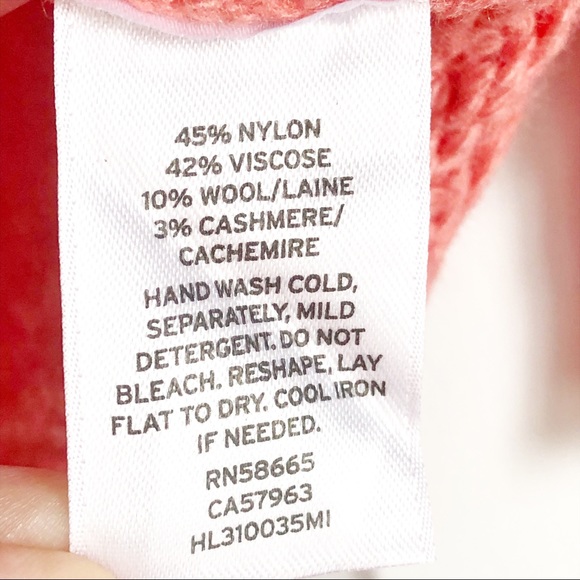 45% NYLON
42% VISCOSE
10% WOOL/LAINE
3% CASHMERE/
CACHEMIRE
HAND WASH COLD,
SEPARATELY, MILD
DETERGENT. DO NOT
BLEACH. RESHAPE, LAY
FLAT TO DRY. COOL IRON
IF NEEDED.
RN58665
CA57963
HL310035MI